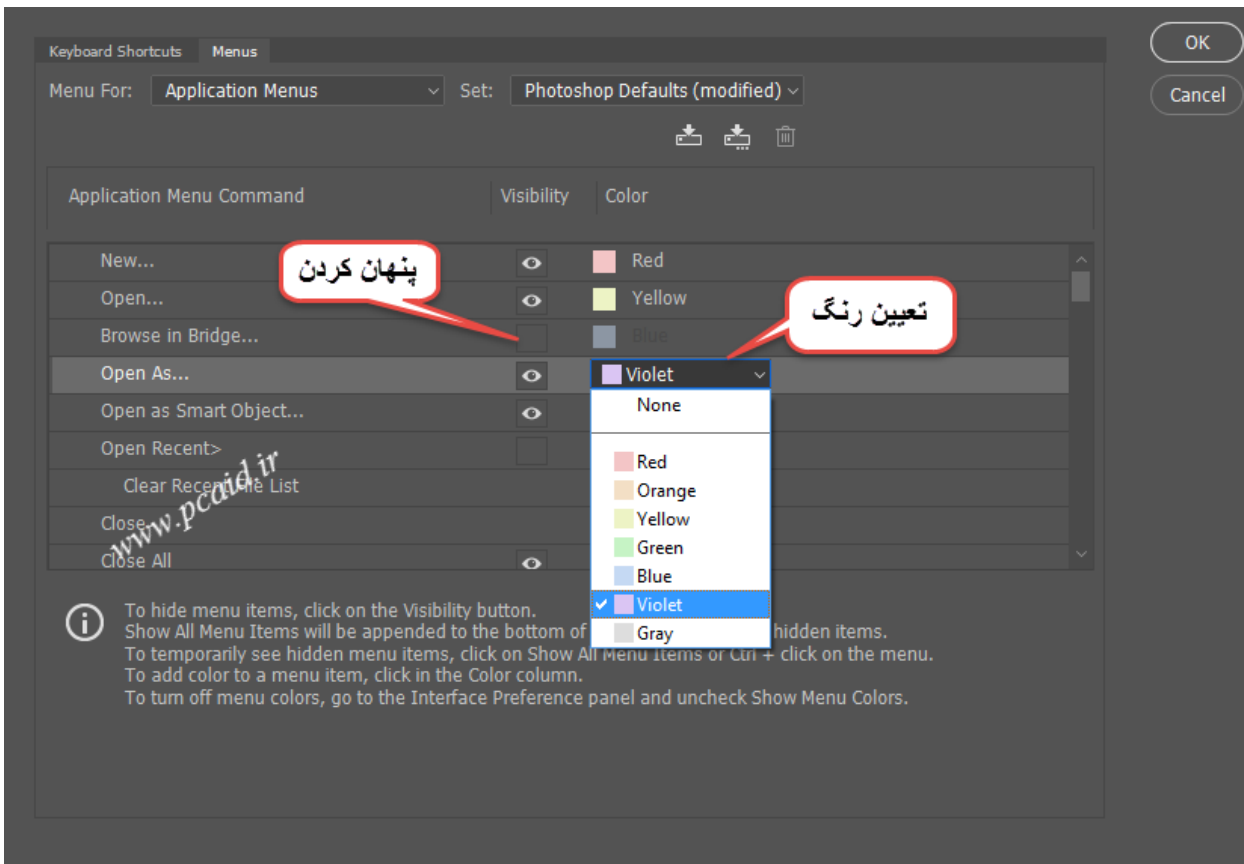 OK
Keyboard Shortcuts Menus
Menu For: Application Menus Set: Photoshop Defaults (modified)
Cancel
Application Menu Command Visibility Color
New... Red
پنهان کردن
Open... Yellow
تعیین رنگ
Browse in Bridge... Blue
Open As... Violet
Open as Smart Object...
None
Open Recent>
Red
Clear Recent File List
Orange
www.pcaid.ir
Close
Yellow
Green
Close All
Blue
Violet
Gray
To hide menu items, click on the Visibility button.
Show All Menu Items will be appended to the bottom of hidden items.
To temporarily see hidden menu items, click on Show All Menu Items or Ctrl + click on the menu.
To add color to a menu item, click in the Color column.
To turn off menu colors, go to the Interface Preference panel and uncheck Show Menu Colors.